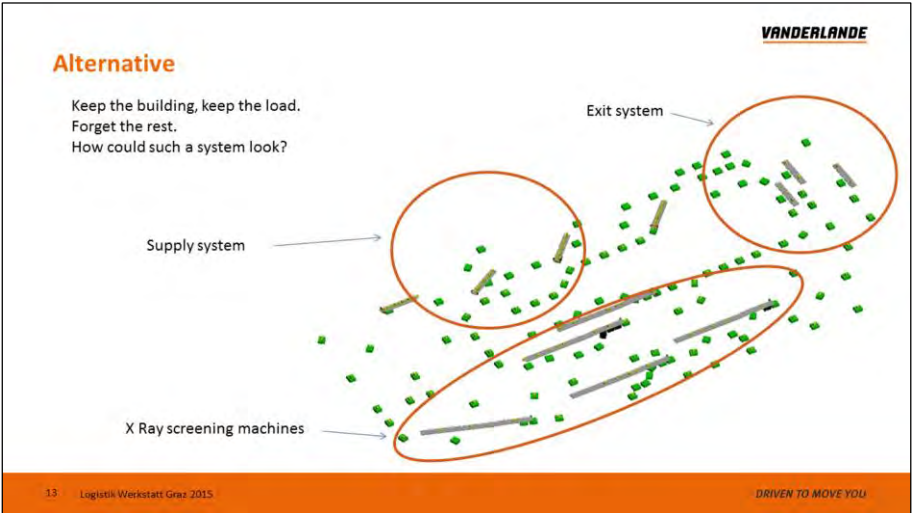 VANDERLANDE
Alternative
Keep the building, keep the load.
Forget the rest.
How could such a system look?
Exit system
Supply system
X Ray screening machines
13 Logistik Werkstatt Graz 2015
DRIVEN TO MOVE YOU